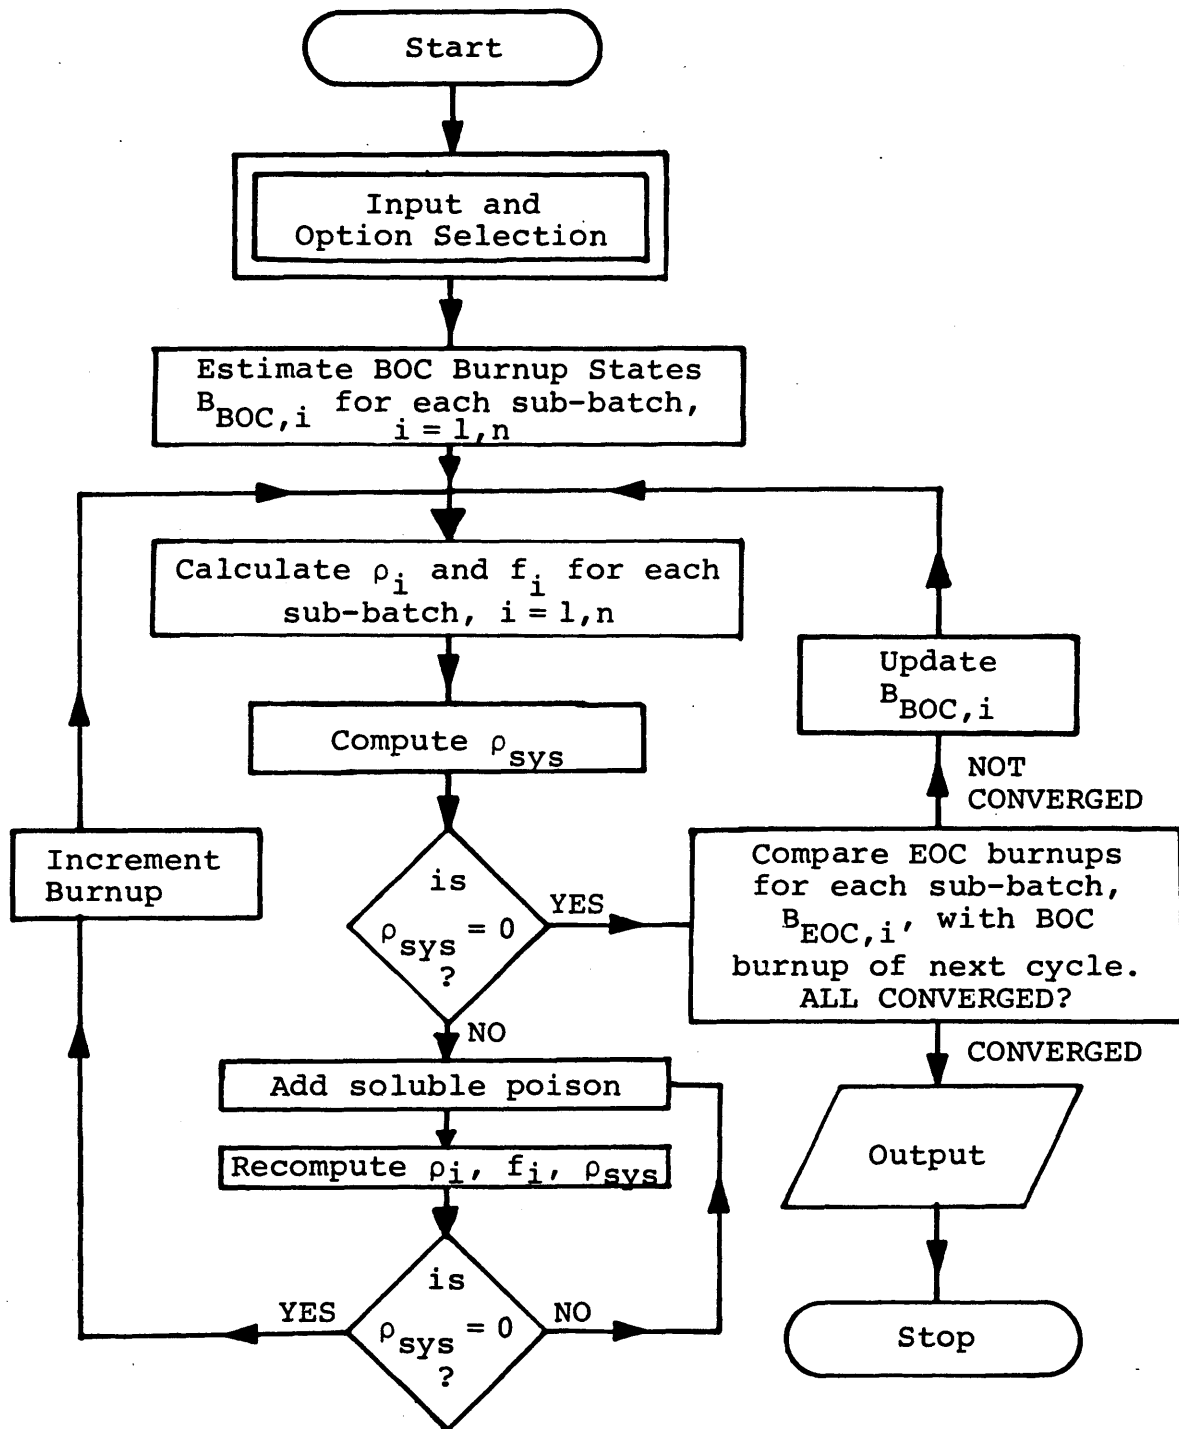 Start
Input and
Option Selection
Estimate BOC Burnup States
B_BOC,i for each sub-batch,
i = 1,n
Calculate ρ_i and f_i for each
sub-batch, i = 1,n
Compute ρ_sys
is
ρ_sys = 0
?
YES
NO
Add soluble poison
Recompute ρ_i, f_i, ρ_sys
is
ρ_sys = 0
?
YES
NO
Increment
Burnup
Update
B_BOC,i
NOT
CONVERGED
Compare EOC burnups
for each sub-batch,
B_EOC,i, with BOC
burnup of next cycle.
ALL CONVERGED?
CONVERGED
Output
Stop